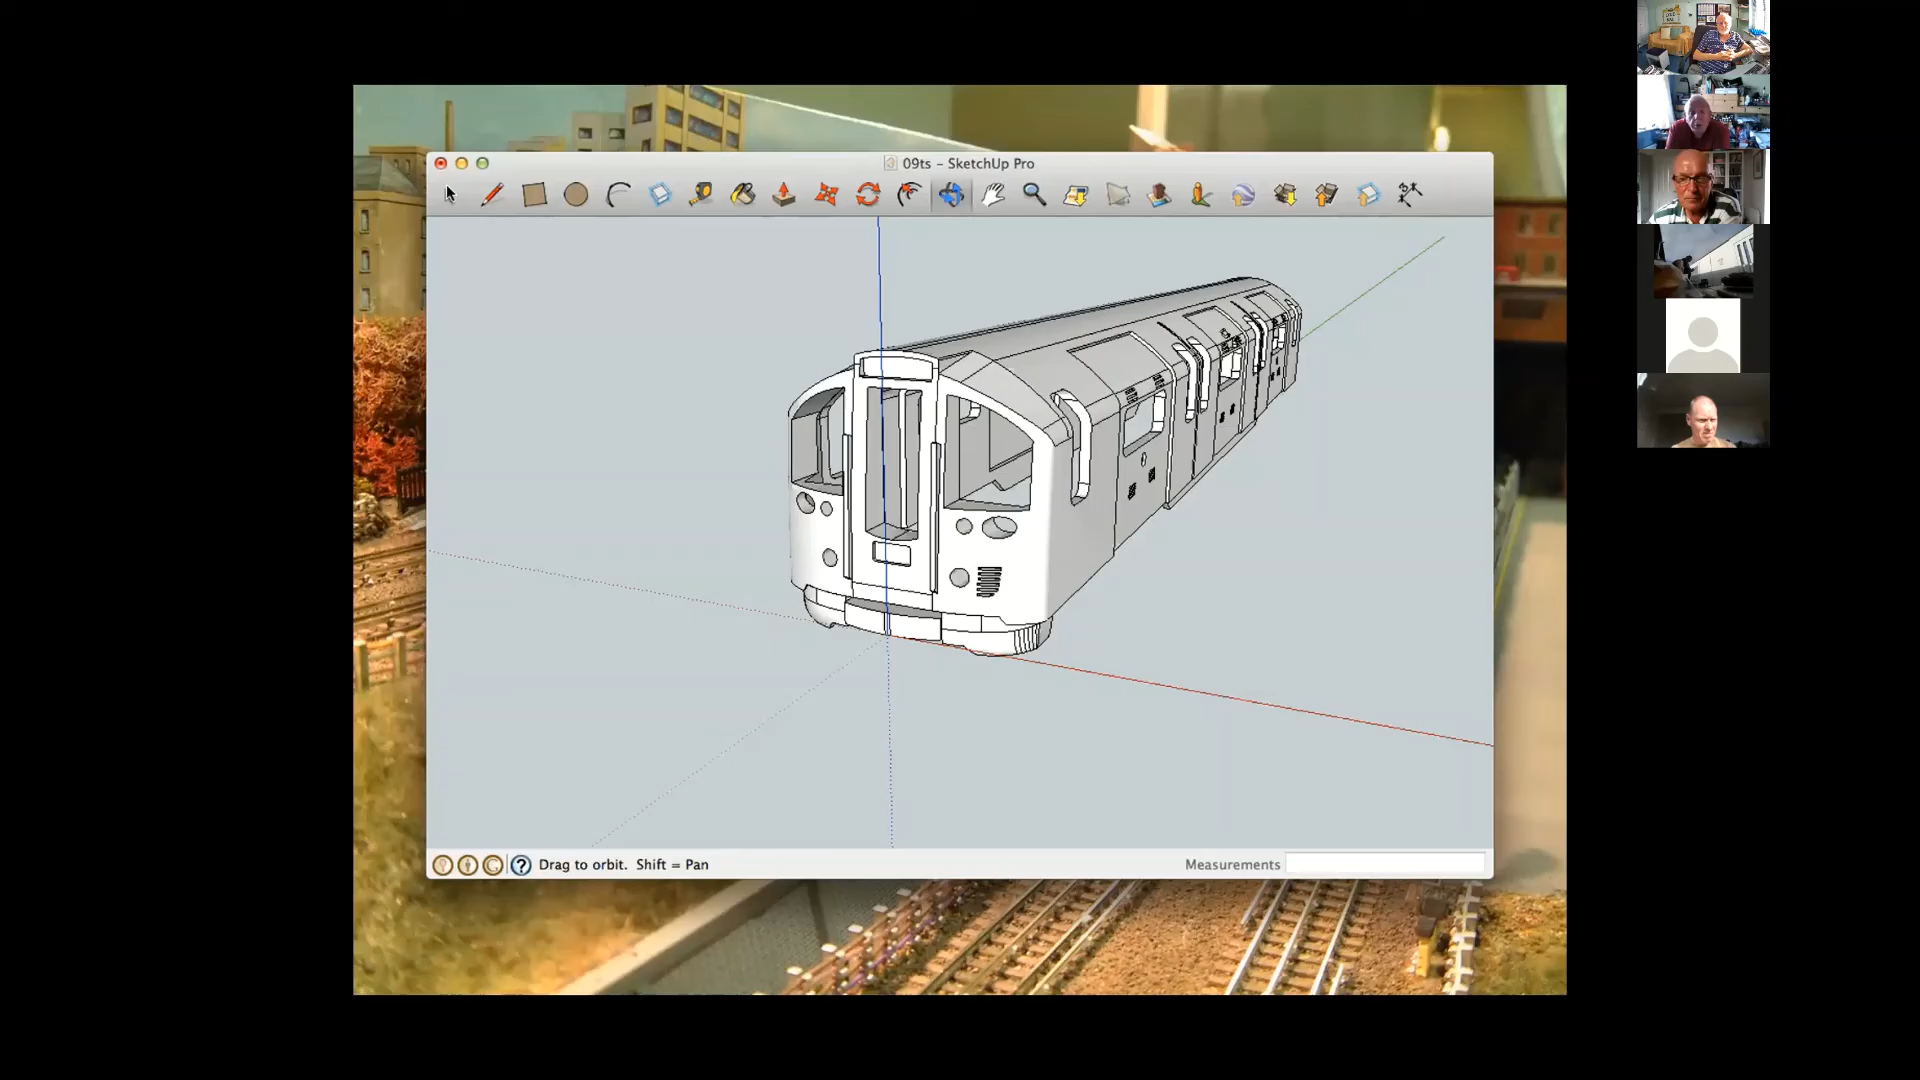 09ts – SketchUp Pro
Drag to orbit. Shift = Pan
Measurements